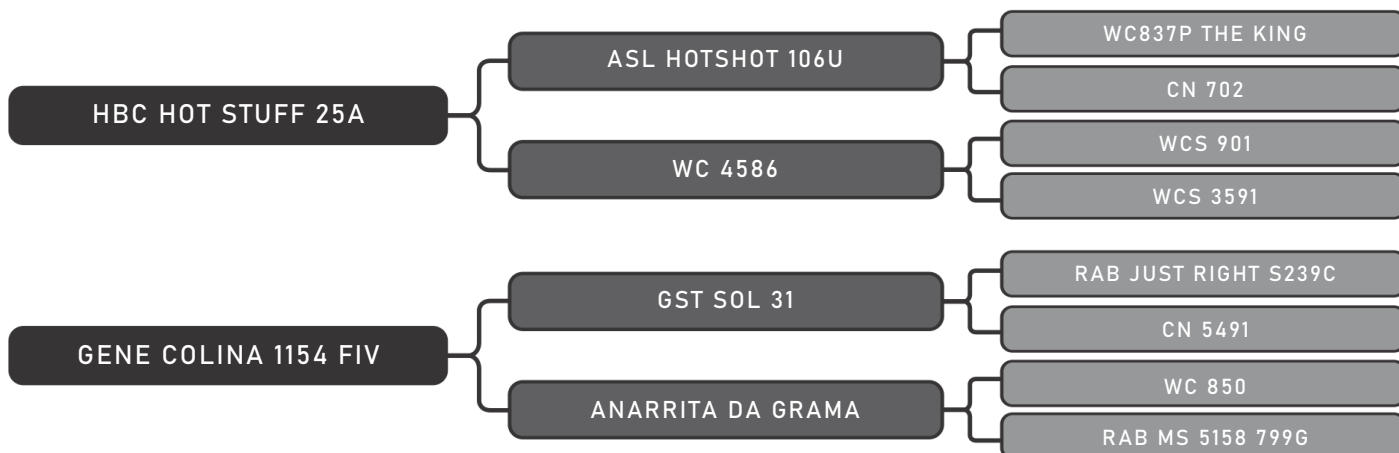 HBC HOT STUFF 25A
ASL HOTSHOT 106U
WC837P THE KING
CN 702
WC 4586
WCS 901
WCS 3591
GENE COLINA 1154 FIV
GST SOL 31
RAB JUST RIGHT S239C
CN 5491
ANARRITA DA GRAMA
WC 850
RAB MS 5158 799G